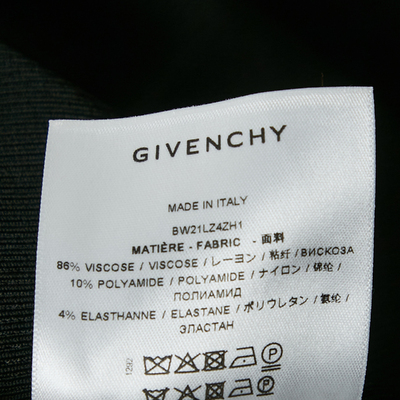 GIVENCHY
MADE IN ITALY
BW21LZ4ZH1
MATIÈRE - FABRIC - 面料
86% VISCOSE / VISCOSE / レーヨン / 粘纤 / ВИСКОЗА
10% POLYAMIDE / POLYAMIDE / ナイロン / 锦纶/
ПОЛИАМИД
4% ELASTHANNE / ELASTANE / ポリウレタン / 氨纶/
ЭЛАСТАН
1292